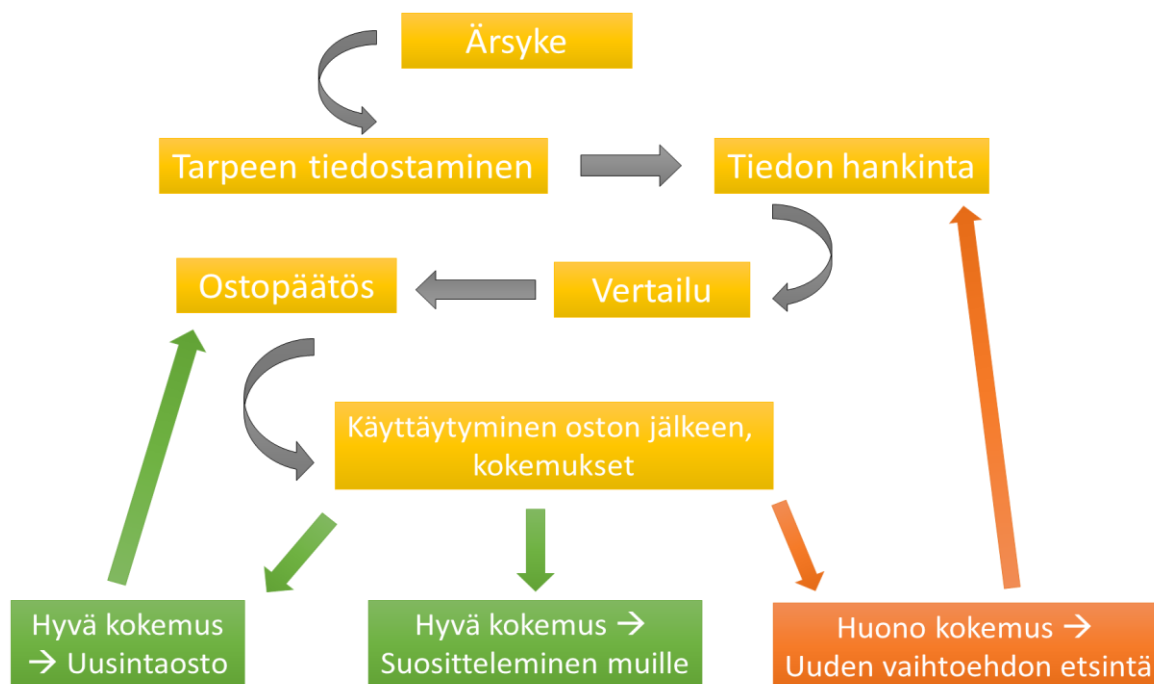 Ärsyke
Tarpeen tiedostaminen
Tiedon hankinta
Ostopäätös
Vertailu
Käyttäytyminen oston jälkeen,
kokemukset
Hyvä kokemus
→ Uusintaosto
Hyvä kokemus →
Suositteleminen muille
Huono kokemus →
Uuden vaihtoehdon etsintä